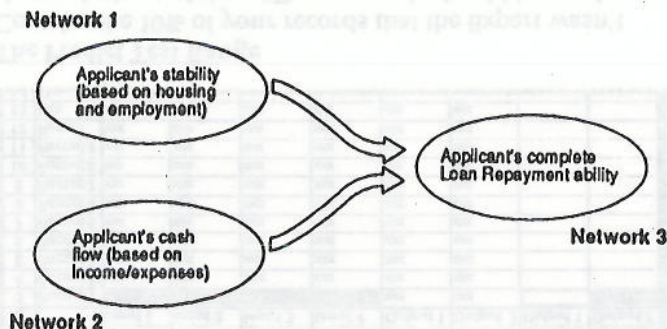 Network 1
Applicant's stability
(based on housing
and employment)
Applicant's complete
Loan Repayment ability
Network 3
Applicant's cash
flow (based on
Income/expenses)
Network 2